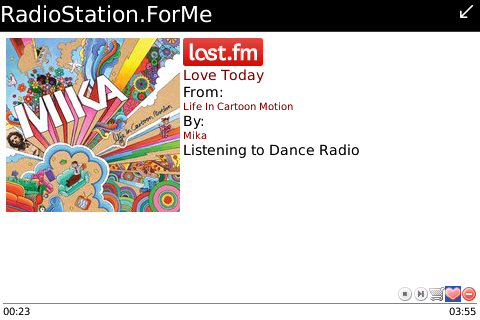 RadioStation.ForMe
last.fm
Love Today
From:
Life In Cartoon Motion
By:
Mika
Listening to Dance Radio
MIKA
Life in Cartoon Motion
00:23
03:55